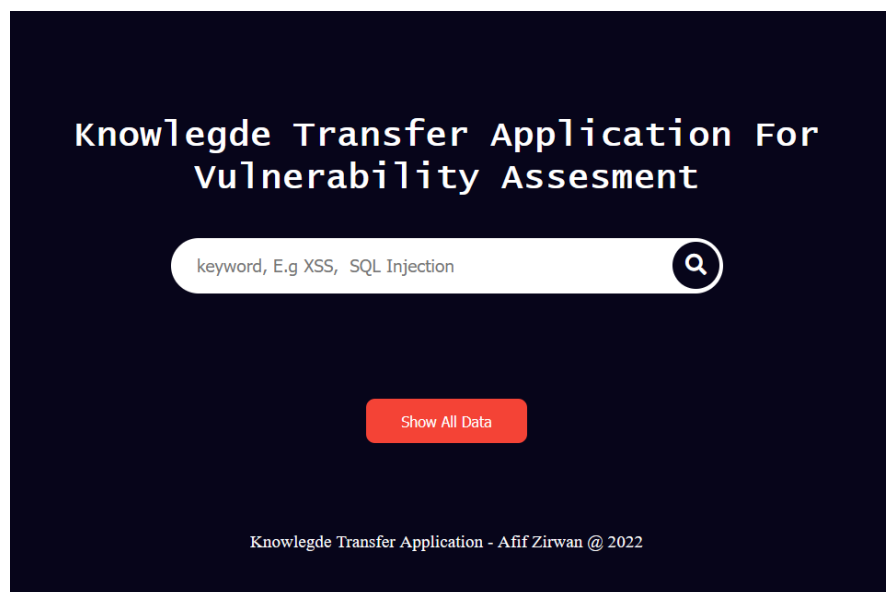 Knowlegde Transfer Application For
Vulnerability Assesment
keyword, E.g XSS,  SQL Injection
Show All Data
Knowlegde Transfer Application - Afif Zirwan @ 2022